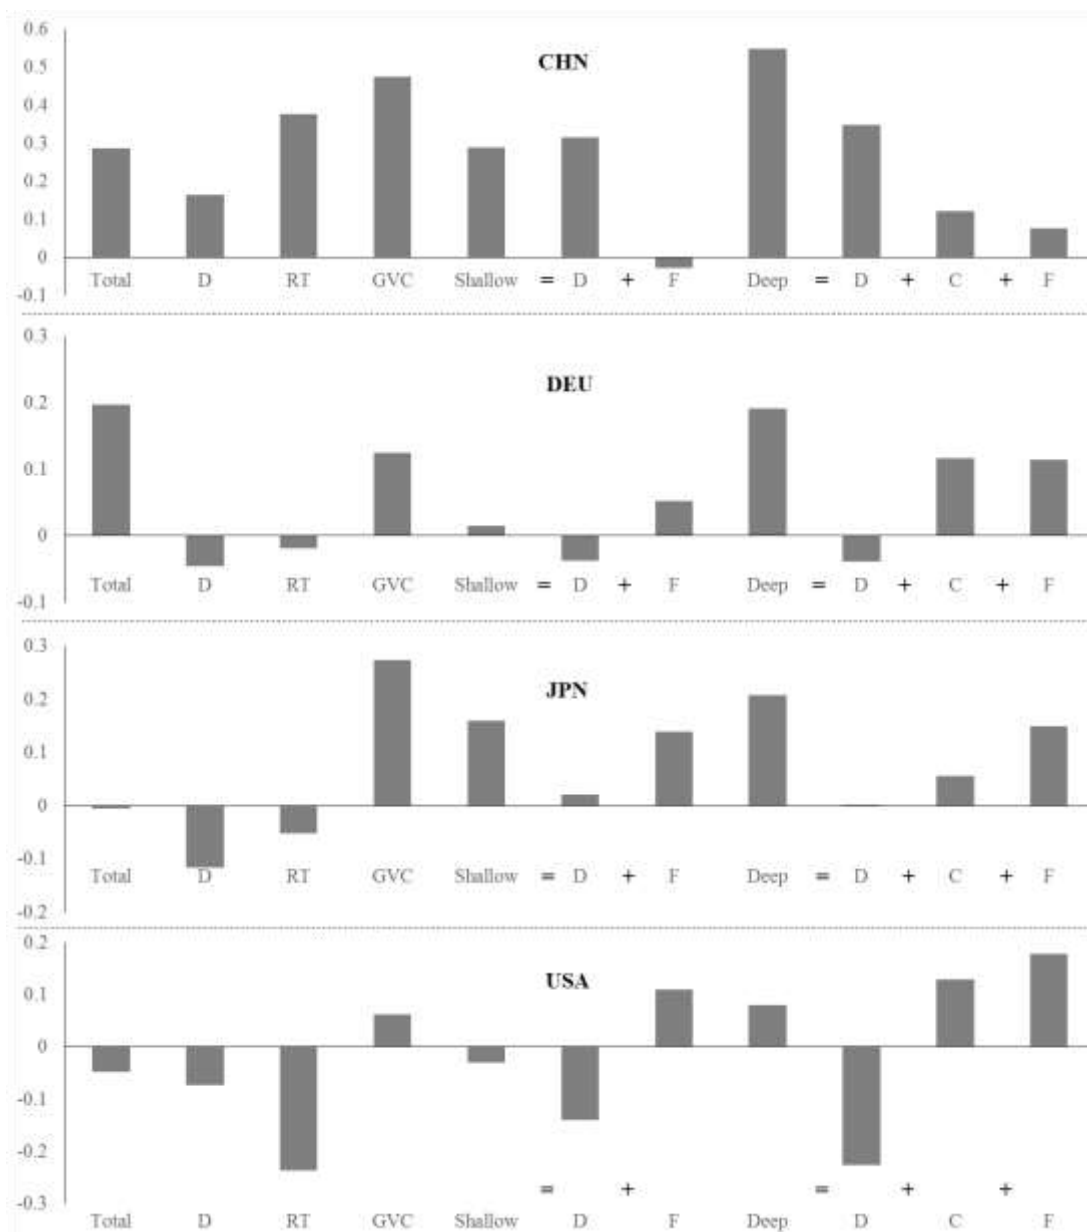 0.6
CHN
0.5
0.4
0.3
0.2
0.1
0
Total D RT GVC Shallow = D + F Deep = D + C + F
-0.1
0.3
DEU
0.2
0.1
0
Total D RT GVC Shallow = D + F Deep = D + C + F
-0.1
0.3
JPN
0.2
0.1
0
-0.1
Total D RT GVC Shallow = D + F Deep = D + C + F
-0.2
0.2
USA
0.1
0
-0.1
-0.2
= + = + +
-0.3
Total D RT GVC Shallow D F Deep D C F